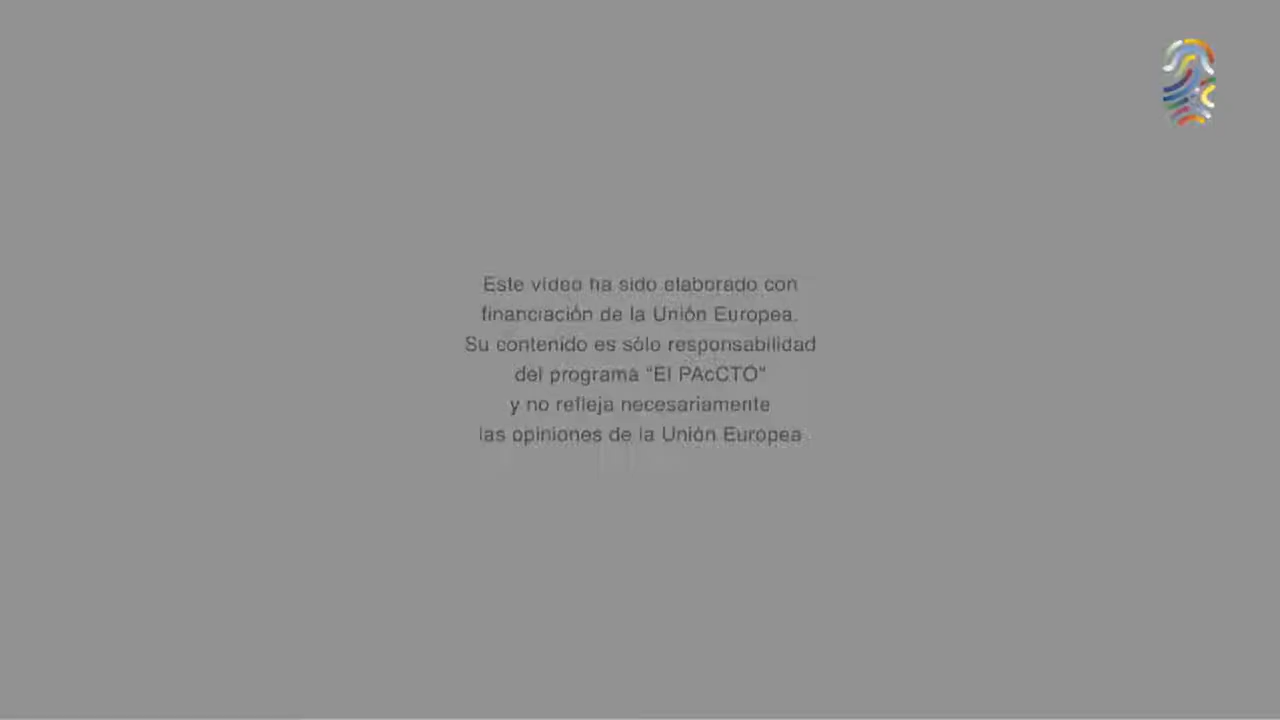 Este vídeo ha sido elaborado con
financiación de la Unión Europea.
Su contenido es sólo responsabilidad
del programa “El PAcCTO”
y no refleja necesariamente
las opiniones de la Unión Europea